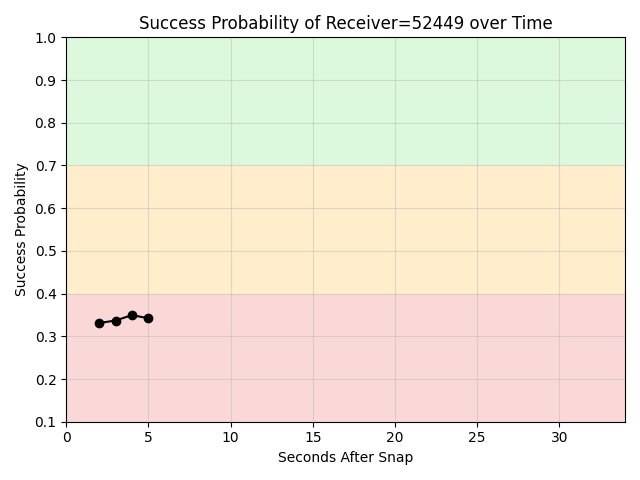 Success Probability of Receiver=52449 over Time
1.0
0.9
0.8
0.7
0.6
0.5
0.4
0.3
0.2
0.1
Success Probability
0 5 10 15 20 25 30
Seconds After Snap